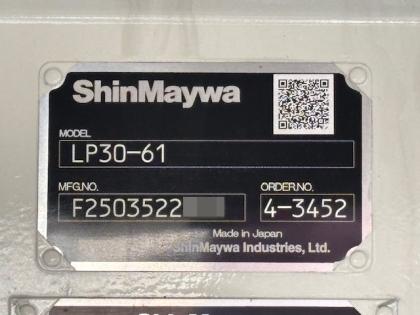 ShinMaywa
MODEL
LP30-61
MFG.NO. ORDER.NO.
F2503522 4-3452
Made in Japan
ShinMaywa Industries, Ltd.